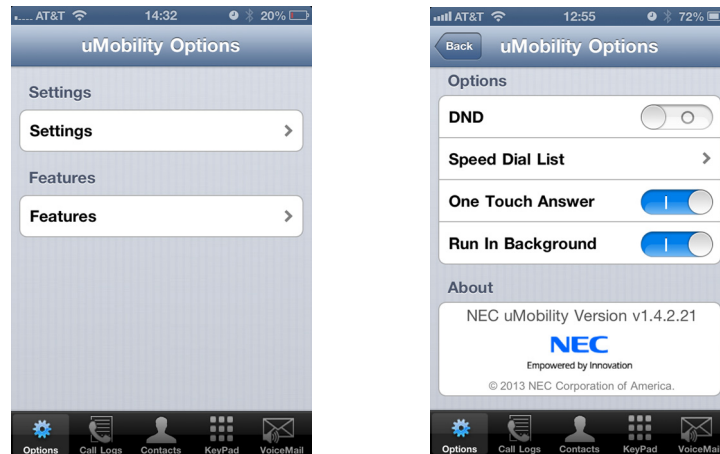 AT&T 14:32 20%
uMobility Options
Settings
Settings
Features
Features
Options Call Logs Contacts KeyPad VoiceMail
AT&T 12:55 72%
Back uMobility Options
Options
DND
Speed Dial List
One Touch Answer
Run In Background
About
NEC uMobility Version v1.4.2.21
NEC
Empowered by Innovation
© 2013 NEC Corporation of America.
Options Call Logs Contacts KeyPad VoiceMail